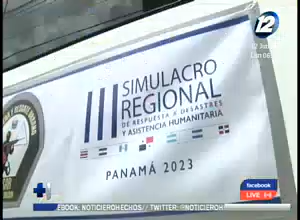 12
III SIMULACRO
REGIONAL
DE RESPUESTA A DESASTRES
Y ASISTENCIA HUMANITARIA
PANAMÁ 2023
facebook
LIVE
EBOOK: NOTICIEROHECHOS// TWITTER: @NOTICIEROH